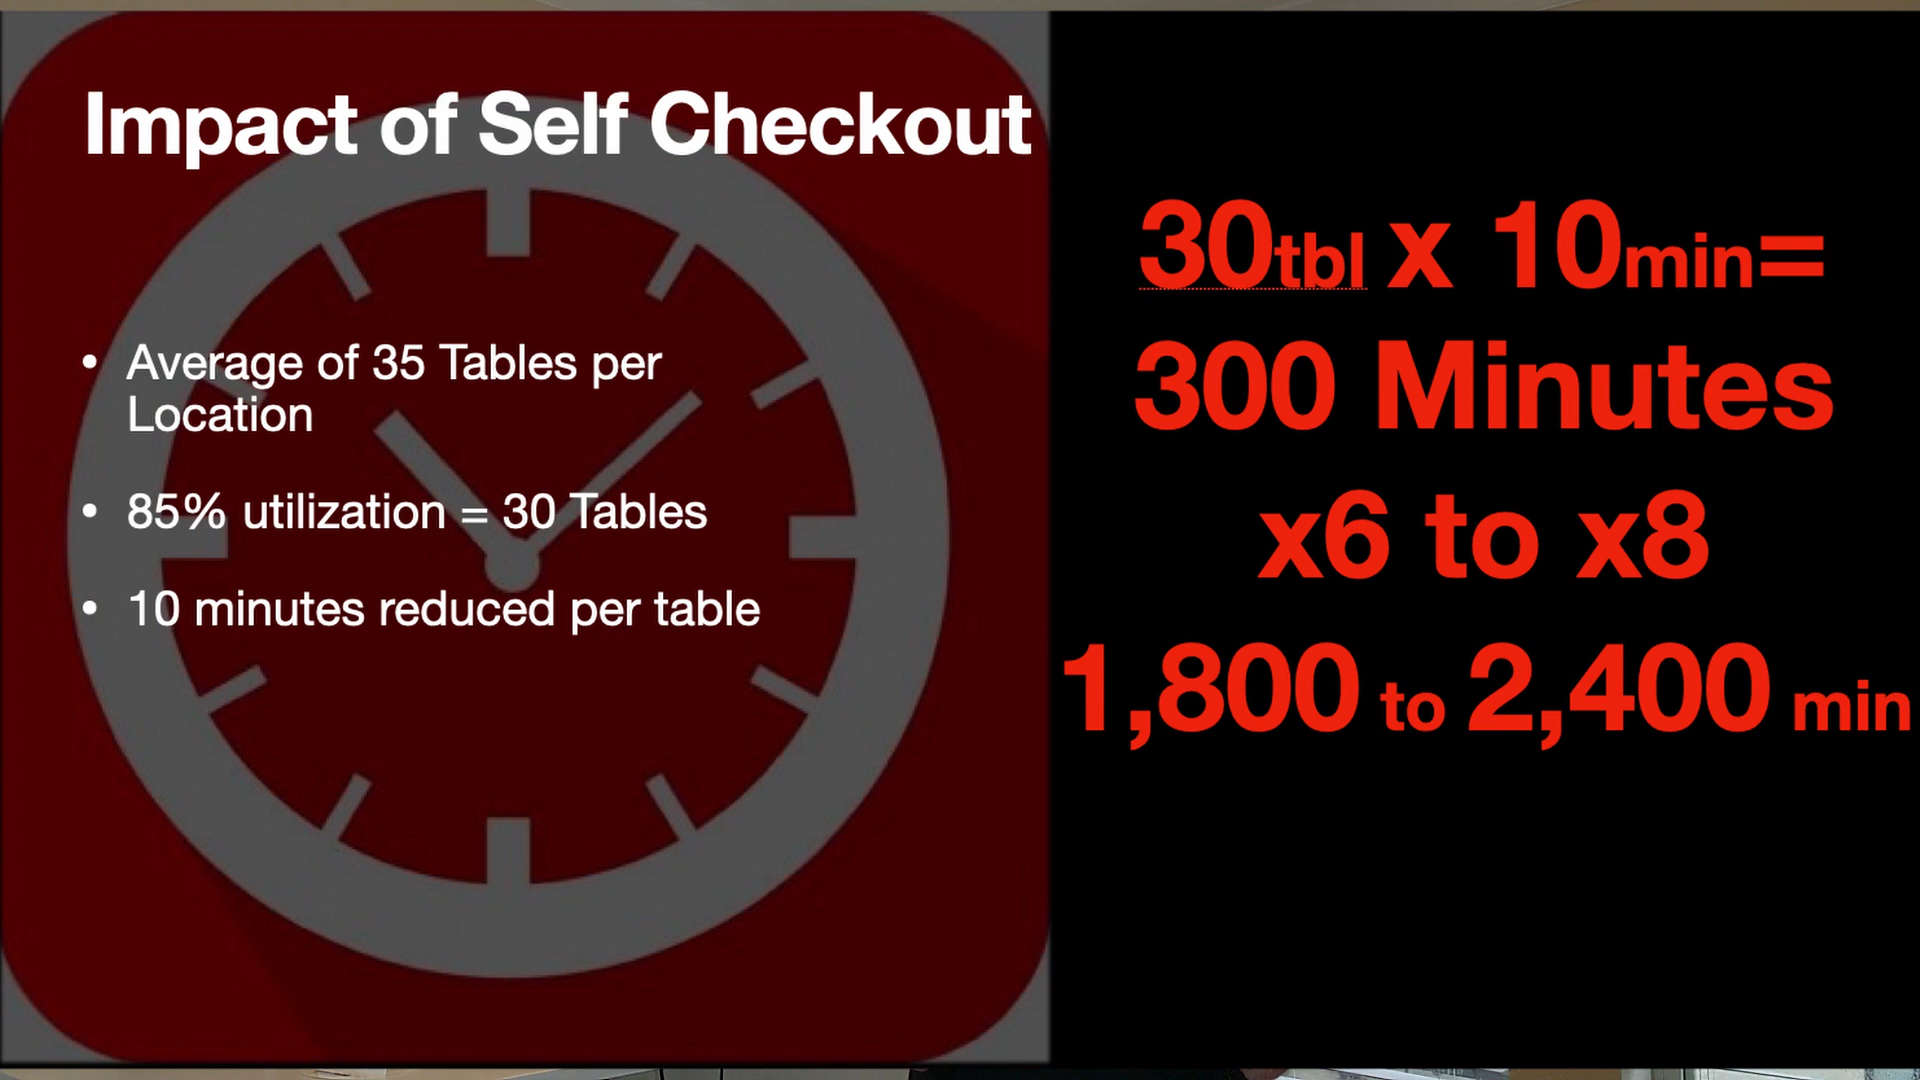 Impact of Self Checkout
• Average of 35 Tables per
Location
• 85% utilization = 30 Tables
• 10 minutes reduced per table
30tbl x 10min=
300 Minutes
x6 to x8
1,800 to 2,400 min